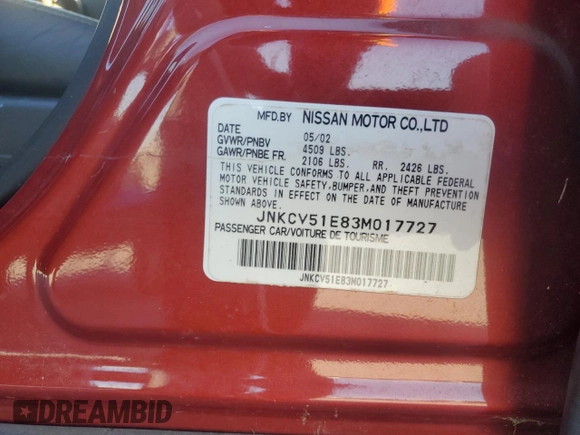 MFD.BY NISSAN MOTOR CO.,LTD
DATE 05/02
GVWR/PNBV 4509 LBS.
GAWR/PNBE FR. 2106 LBS. RR. 2426 LBS.
THIS VEHICLE CONFORMS TO ALL APPLICABLE FEDERAL
MOTOR VEHICLE SAFETY,BUMPER,AND THEFT PREVENTION
STANDARDS IN EFFECT ON THE DATE OF MANUFACTURE
SHOWN ABOVE.
JNKCV51E83M017727
PASSENGER CAR/VOITURE DE TOURISME
JNKCV51E83M017727
DREAMBID